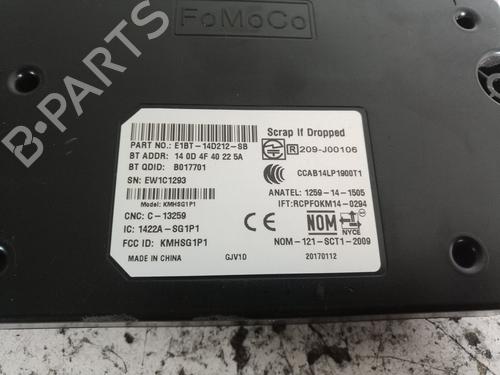 FoMoCo
B-PARTS
PART NO.: E1BT-14D212-SB
BT ADDR: 14 0D 4F 40 22 5A
BT QDID: B017701
SN: EW1C1293
Model: KMHSG1P1
CNC: C-13259
IC: 1422A-SG1P1
FCC ID: KMHSG1P1
MADE IN CHINA
GJV1D
Scrap If Dropped
R 209-J00106
CCAB14LP1900T1
ANATEL: 1259-14-1505
IFT:RCPFOKM14-0294
NOM
NYCE
NOM-121-SCT1-2009
20170112